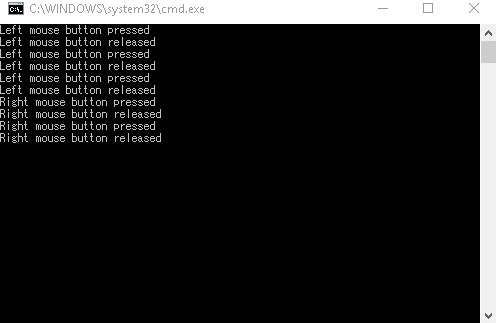 C:\WINDOWS\system32\cmd.exe
Left mouse button pressed
Left mouse button released
Left mouse button pressed
Left mouse button released
Left mouse button pressed
Left mouse button released
Right mouse button pressed
Right mouse button released
Right mouse button pressed
Right mouse button released